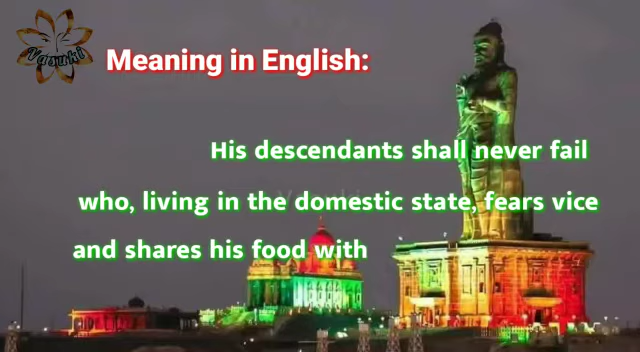 Vasuki
Meaning in English:
His descendants shall never fail
who, living in the domestic state, fears vice
and shares his food with